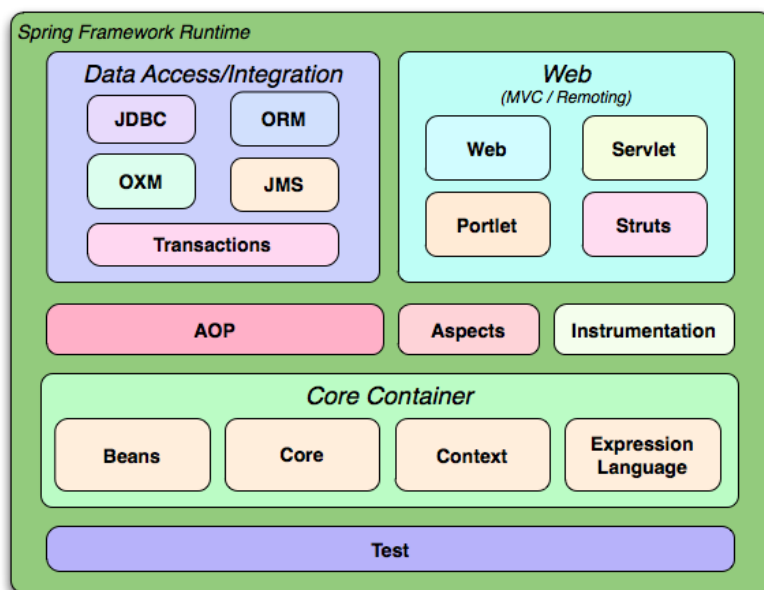 Spring Framework Runtime
Data Access/Integration
JDBC
ORM
OXM
JMS
Transactions
Web
(MVC / Remoting)
Web
Servlet
Portlet
Struts
AOP
Aspects
Instrumentation
Core Container
Beans
Core
Context
Expression
Language
Test